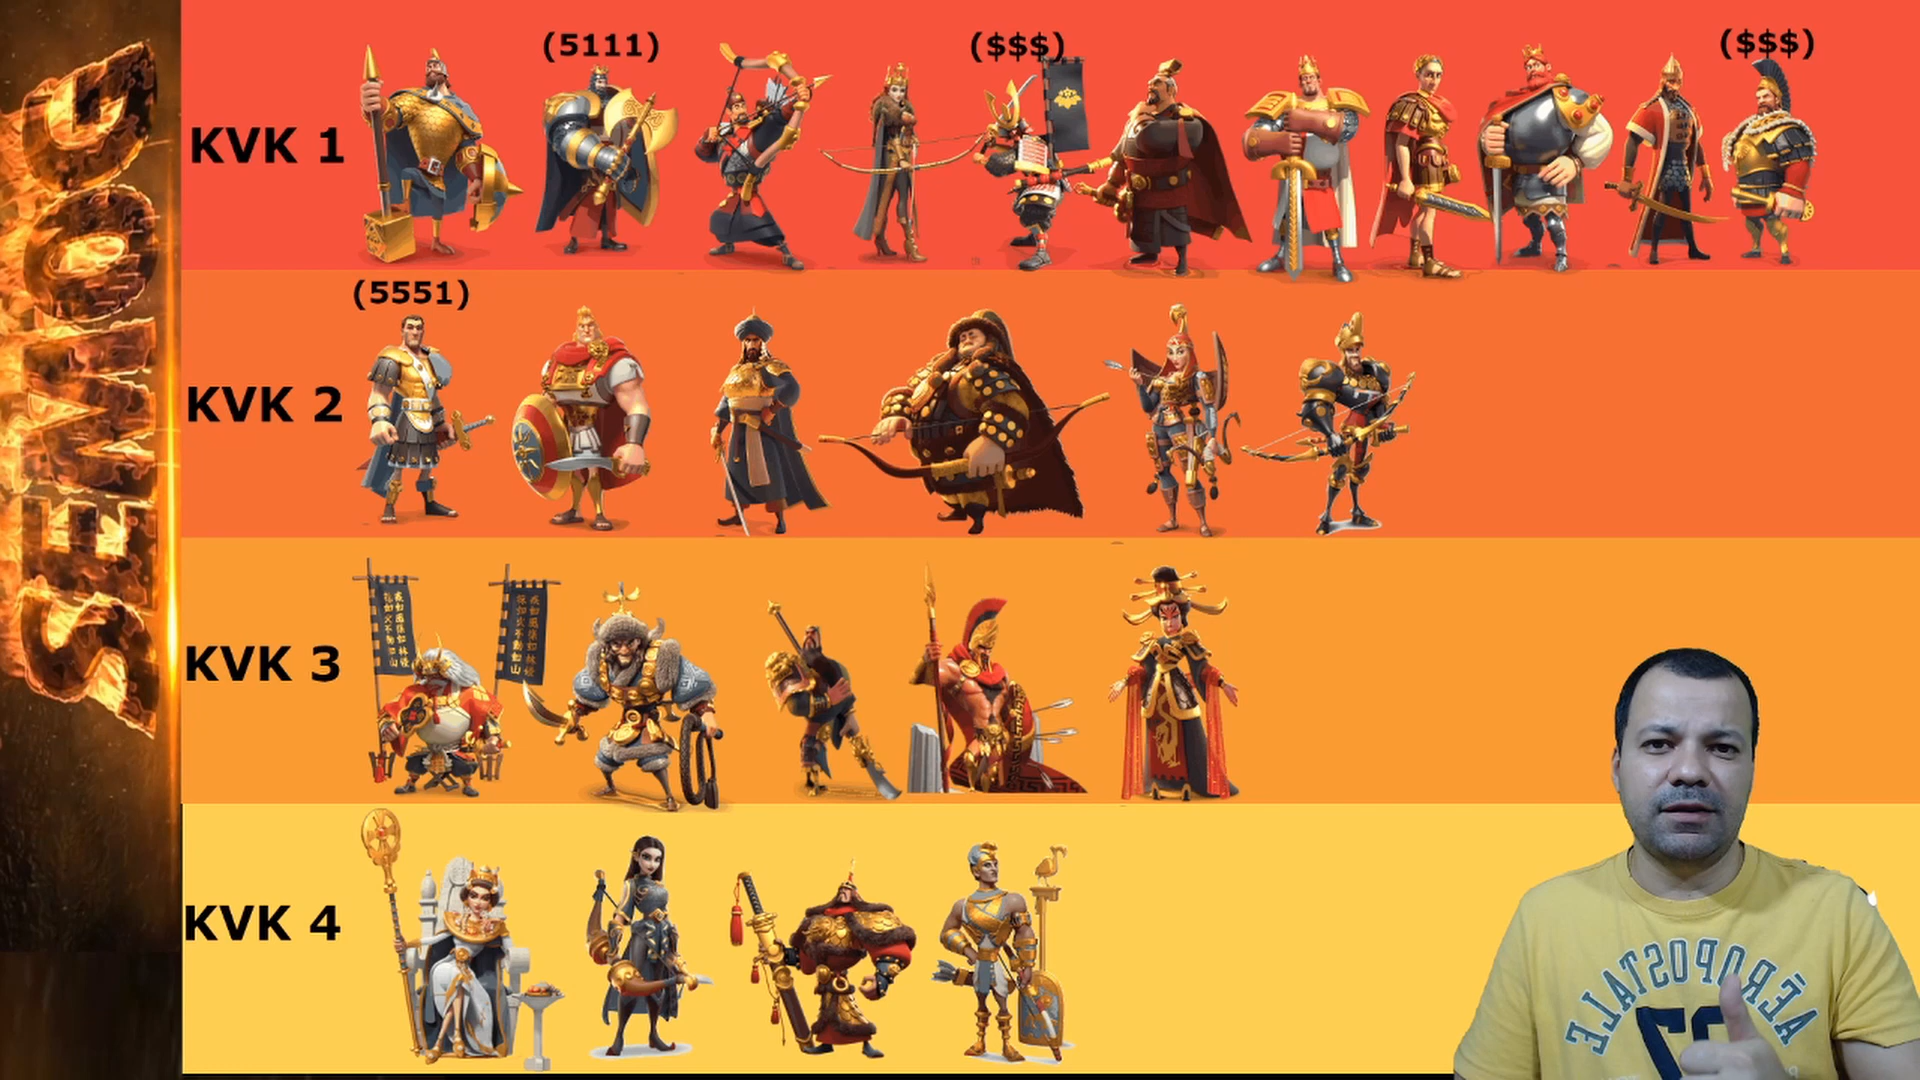 SEMOG
KVK 1
(5111)
($$$)
($$$)
KVK 2
(5551)
KVK 3
KVK 4
AÉROPOSTALE